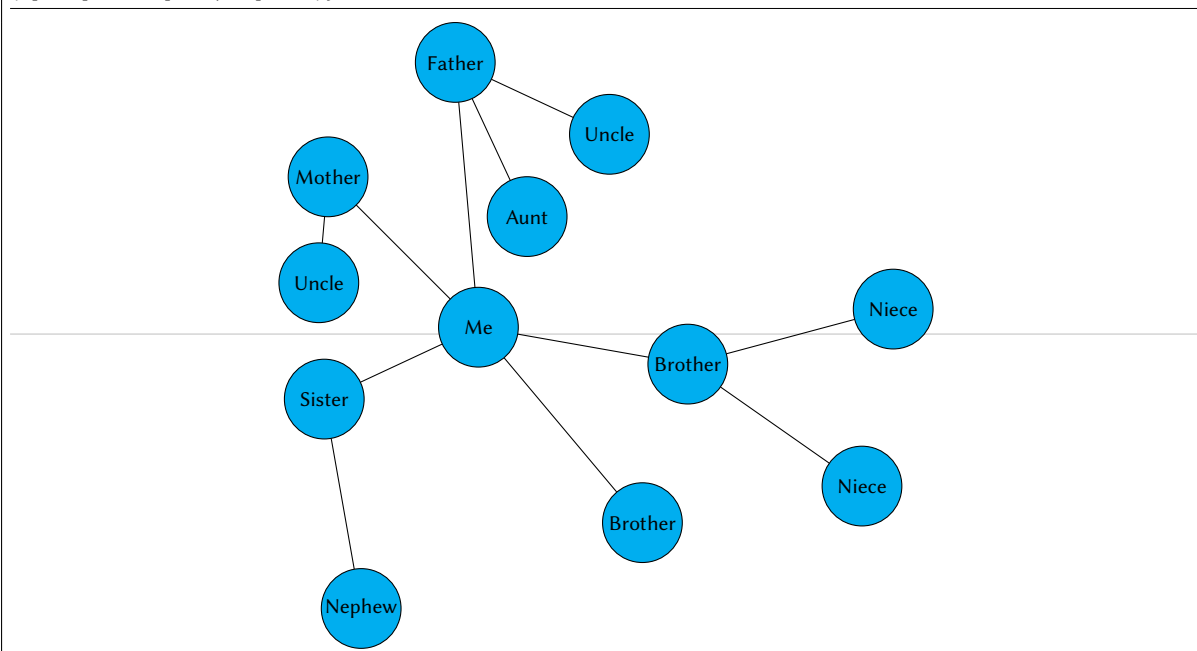 Father
Uncle
Mother
Aunt
Uncle
Me
Niece
Brother
Sister
Niece
Brother
Nephew